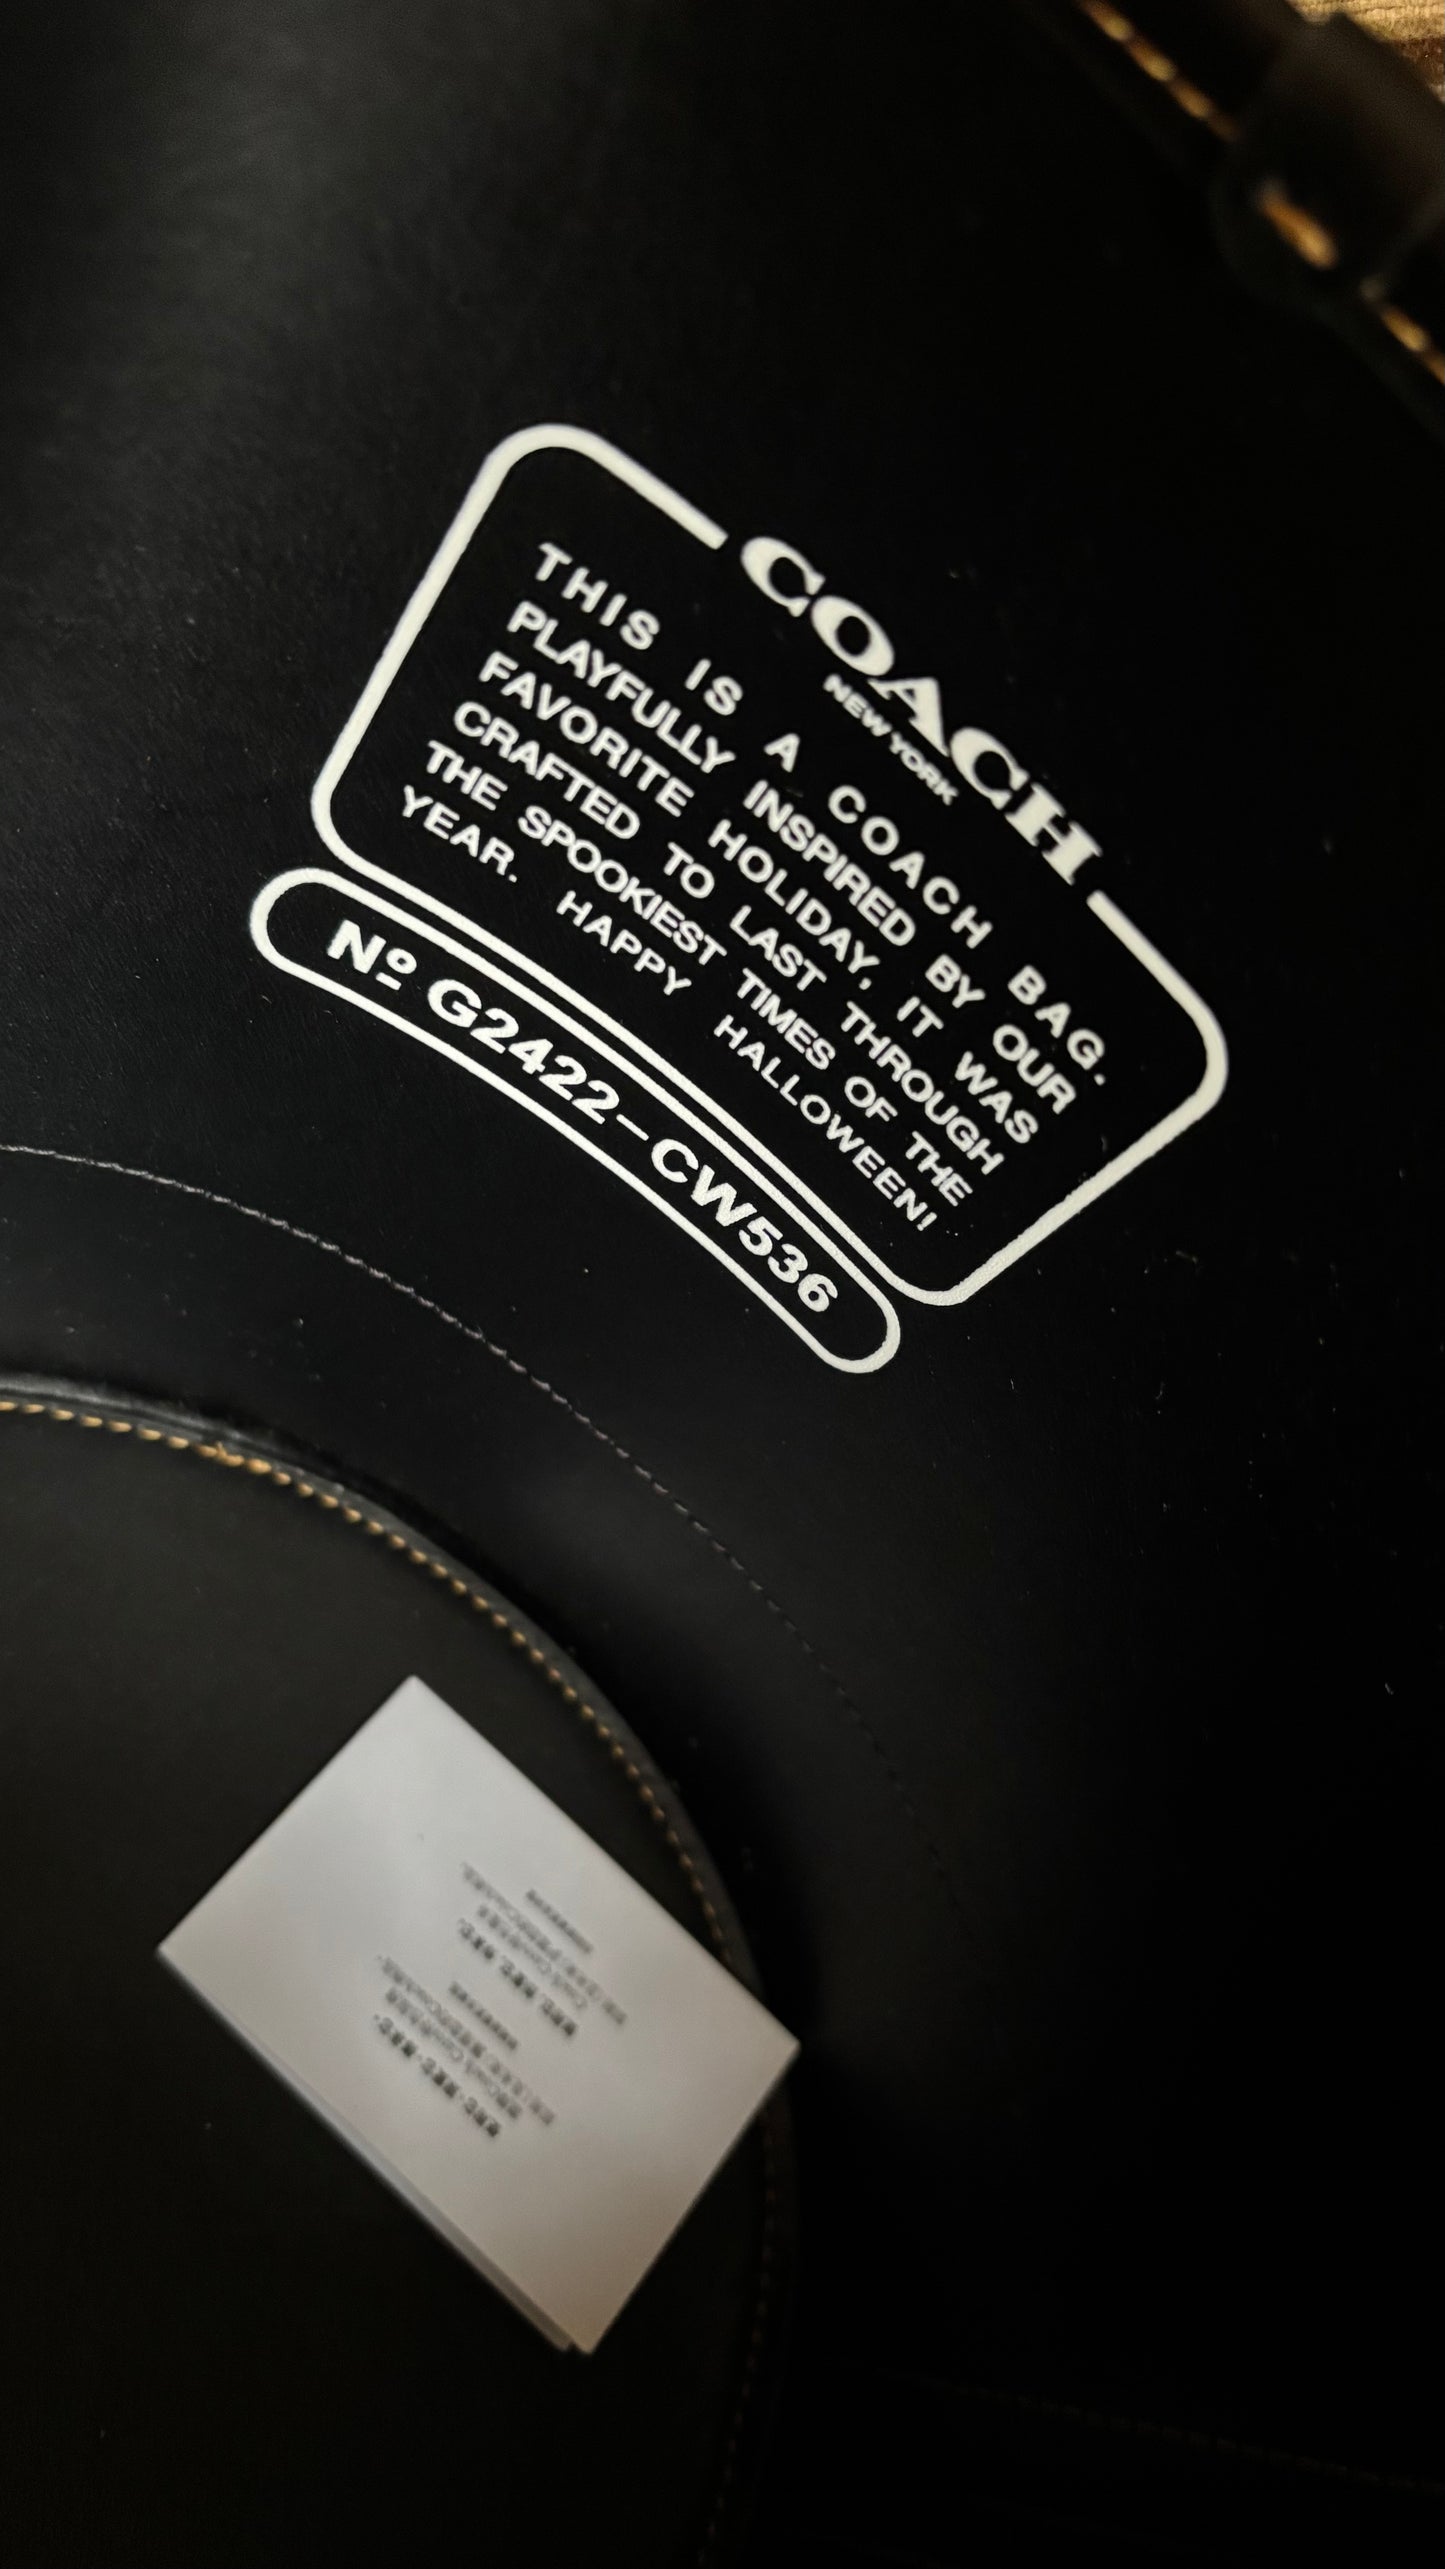 COACH
NEW YORK
THIS IS A COACH BAG.
PLAYFULLY INSPIRED BY OUR
FAVORITE HOLIDAY, IT WAS
CRAFTED TO LAST THROUGH
THE SPOOKIEST TIMES OF THE
YEAR. HAPPY HALLOWEEN!
Nº G2422-CW536